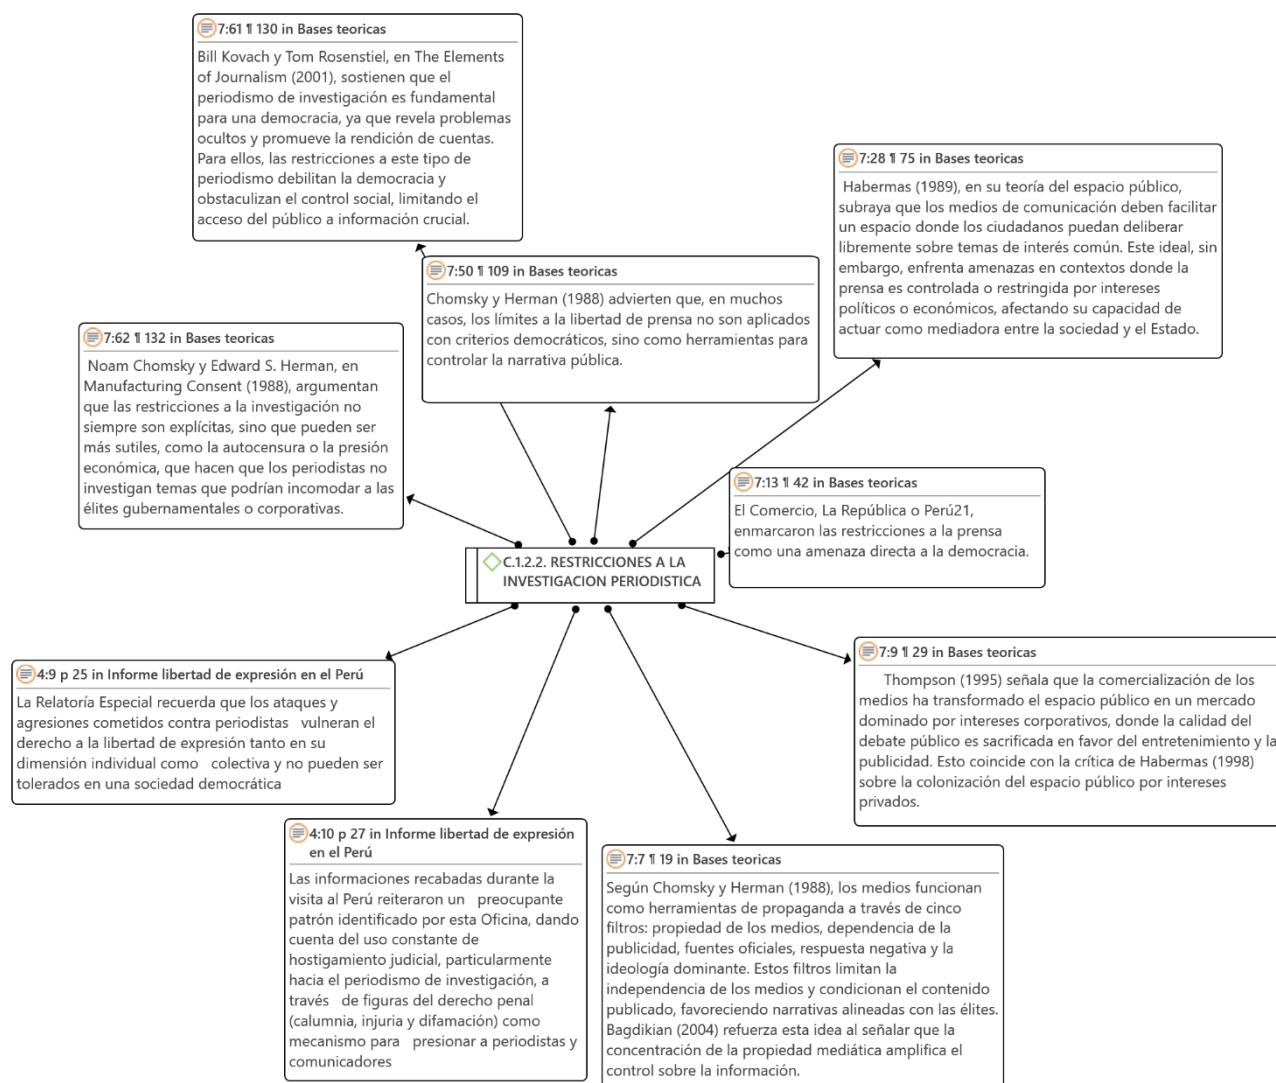 7:61 ¶ 130 in Bases teoricas
Bill Kovach y Tom Rosenstiel, en The Elements
of Journalism (2001), sostienen que el
periodismo de investigación es fundamental
para una democracia, ya que revela problemas
ocultos y promueve la rendición de cuentas.
Para ellos, las restricciones a este tipo de
periodismo debilitan la democracia y
obstaculizan el control social, limitando el
acceso del público a información crucial.
7:28 ¶ 75 in Bases teoricas
Habermas (1989), en su teoría del espacio público,
subraya que los medios de comunicación deben facilitar
un espacio donde los ciudadanos puedan deliberar
libremente sobre temas de interés común. Este ideal, sin
embargo, enfrenta amenazas en contextos donde la
prensa es controlada o restringida por intereses
políticos o económicos, afectando su capacidad de
actuar como mediadora entre la sociedad y el Estado.
7:50 ¶ 109 in Bases teoricas
Chomsky y Herman (1988) advierten que, en muchos
casos, los límites a la libertad de prensa no son aplicados
con criterios democráticos, sino como herramientas para
controlar la narrativa pública.
7:62 ¶ 132 in Bases teoricas
Noam Chomsky y Edward S. Herman, en
Manufacturing Consent (1988), argumentan
que las restricciones a la investigación no
siempre son explícitas, sino que pueden ser
más sutiles, como la autocensura o la presión
económica, que hacen que los periodistas no
investigan temas que podrían incomodar a las
élites gubernamentales o corporativas.
7:13 ¶ 42 in Bases teoricas
El Comercio, La República o Perú21,
enmarcaron las restricciones a la prensa
como una amenaza directa a la democracia.
C.1.2.2. RESTRICCIONES A LA
INVESTIGACION PERIODISTICA
4:9 p 25 in Informe libertad de expresión en el Perú
La Relatoría Especial recuerda que los ataques y
agresiones cometidos contra periodistas vulneran el
derecho a la libertad de expresión tanto en su
dimensión individual como colectiva y no pueden ser
tolerados en una sociedad democrática
7:9 ¶ 29 in Bases teoricas
Thompson (1995) señala que la comercialización de los
medios ha transformado el espacio público en un mercado
dominado por intereses corporativos, donde la calidad del
debate público es sacrificada en favor del entretenimiento y la
publicidad. Esto coincide con la crítica de Habermas (1998)
sobre la colonización del espacio público por intereses
privados.
4:10 p 27 in Informe libertad de expresión
en el Perú
Las informaciones recabadas durante la
visita al Perú reiteraron un preocupante
patrón identificado por esta Oficina, dando
cuenta del uso constante de
hostigamiento judicial, particularmente
hacia el periodismo de investigación, a
través de figuras del derecho penal
(calumnia, injuria y difamación) como
mecanismo para presionar a periodistas y
comunicadores
7:7 ¶ 19 in Bases teoricas
Según Chomsky y Herman (1988), los medios funcionan
como herramientas de propaganda a través de cinco
filtros: propiedad de los medios, dependencia de la
publicidad, fuentes oficiales, respuesta negativa y la
ideología dominante. Estos filtros limitan la
independencia de los medios y condicionan el contenido
publicado, favoreciendo narrativas alineadas con las élites.
Bagdikian (2004) refuerza esta idea al señalar que la
concentración de la propiedad mediática amplifica el
control sobre la información.